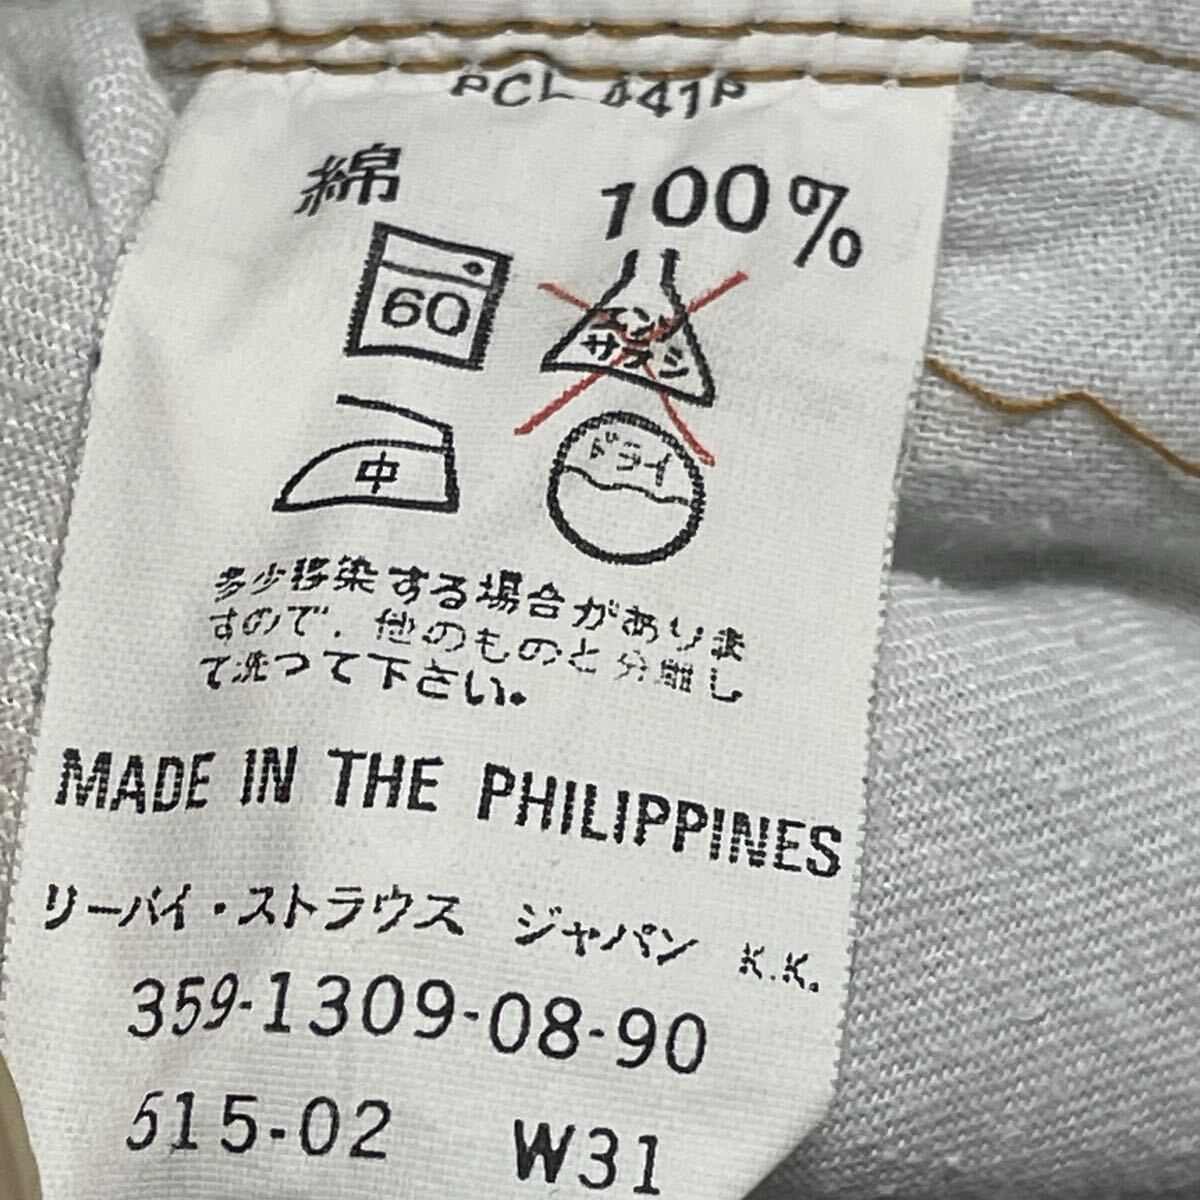 PCL 441P
綿 100%
60
エンソ
サラシ
中
ドライ
多少移染する場合がありま
すので、他のものと分離し
て洗って下さい。
MADE IN THE PHILIPPINES
リーバイ・ストラウス ジャパン K.K.
359-1309-08-90
515-02 W31